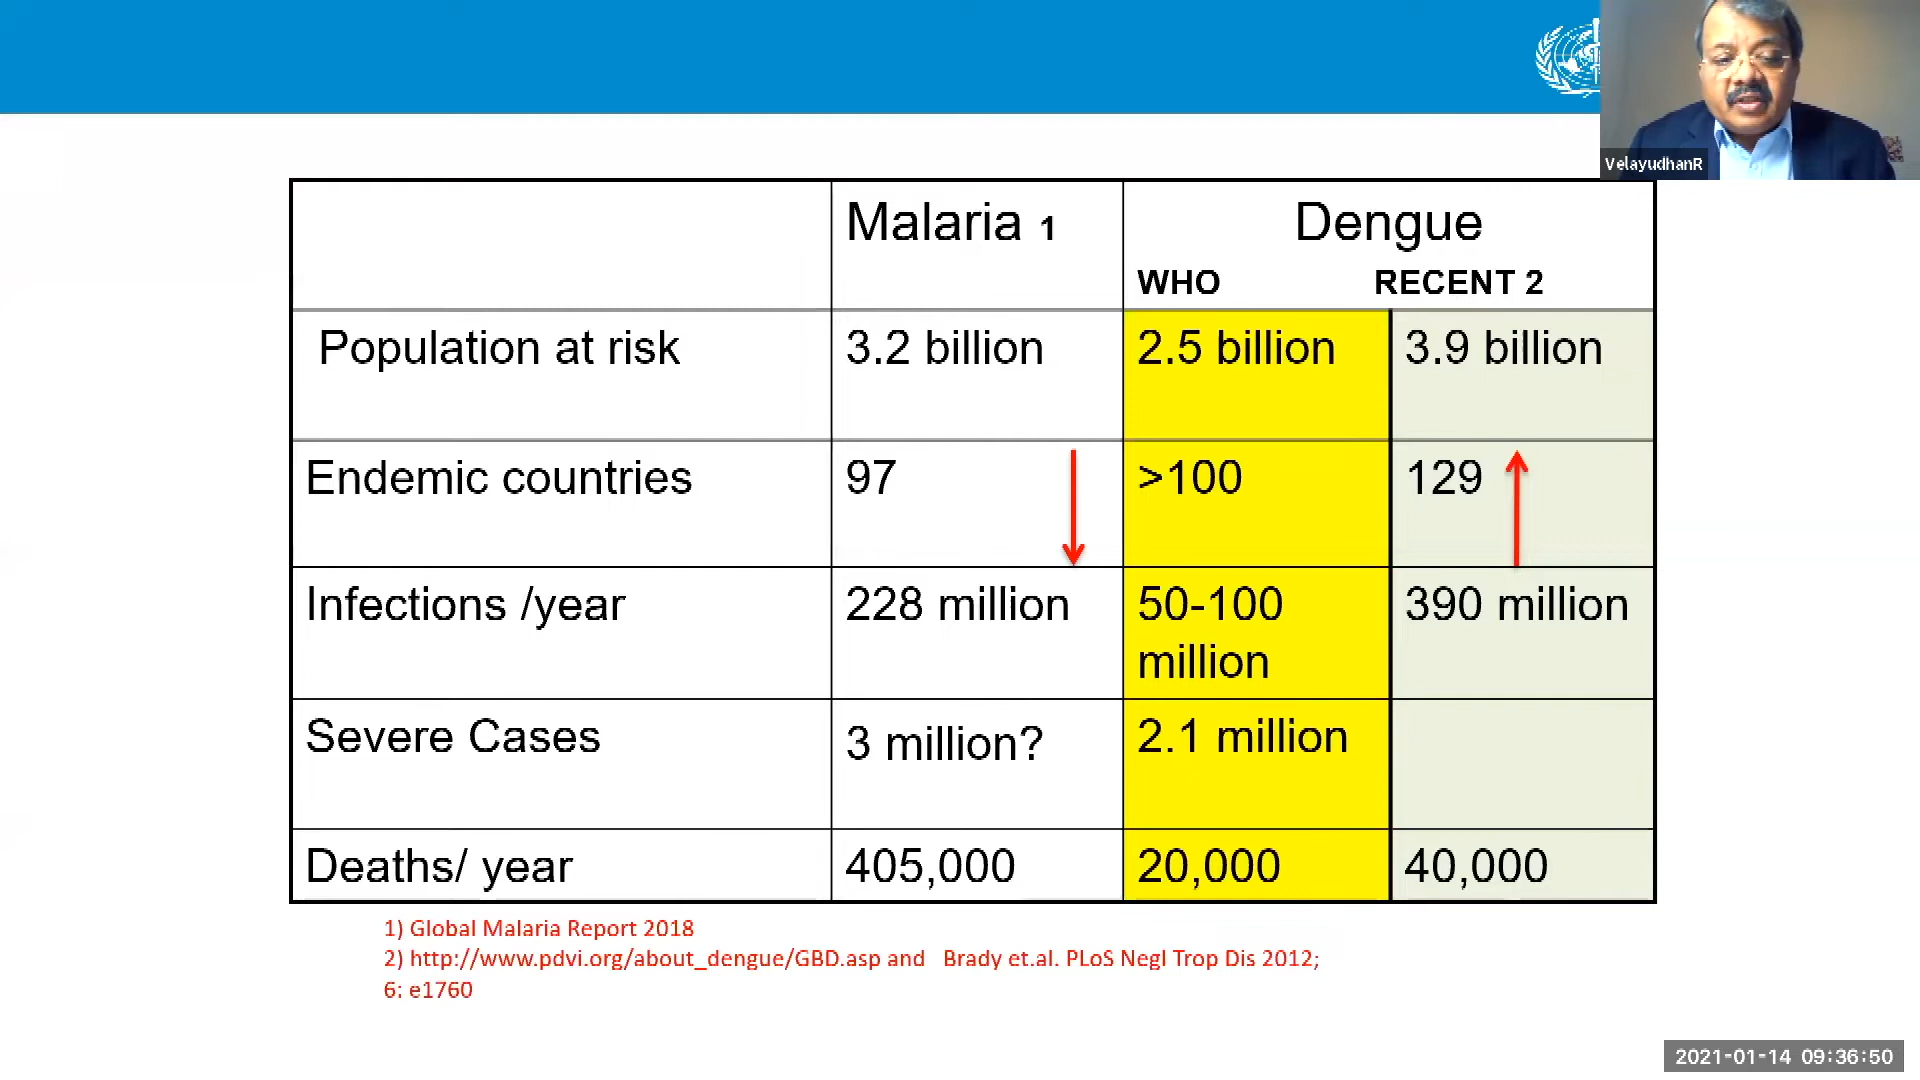 VelayudhanR
Malaria 1
Dengue
WHO RECENT 2
Population at risk 3.2 billion 2.5 billion 3.9 billion
Endemic countries 97 >100 129
Infections /year 228 million 50-100 390 million
million
Severe Cases 3 million? 2.1 million
Deaths/ year 405,000 20,000 40,000
1) Global Malaria Report 2018
2) http://www.pdvi.org/about_dengue/GBD.asp and Brady et.al. PLoS Negl Trop Dis 2012;
6: e1760
2021-01-14 09:36:50